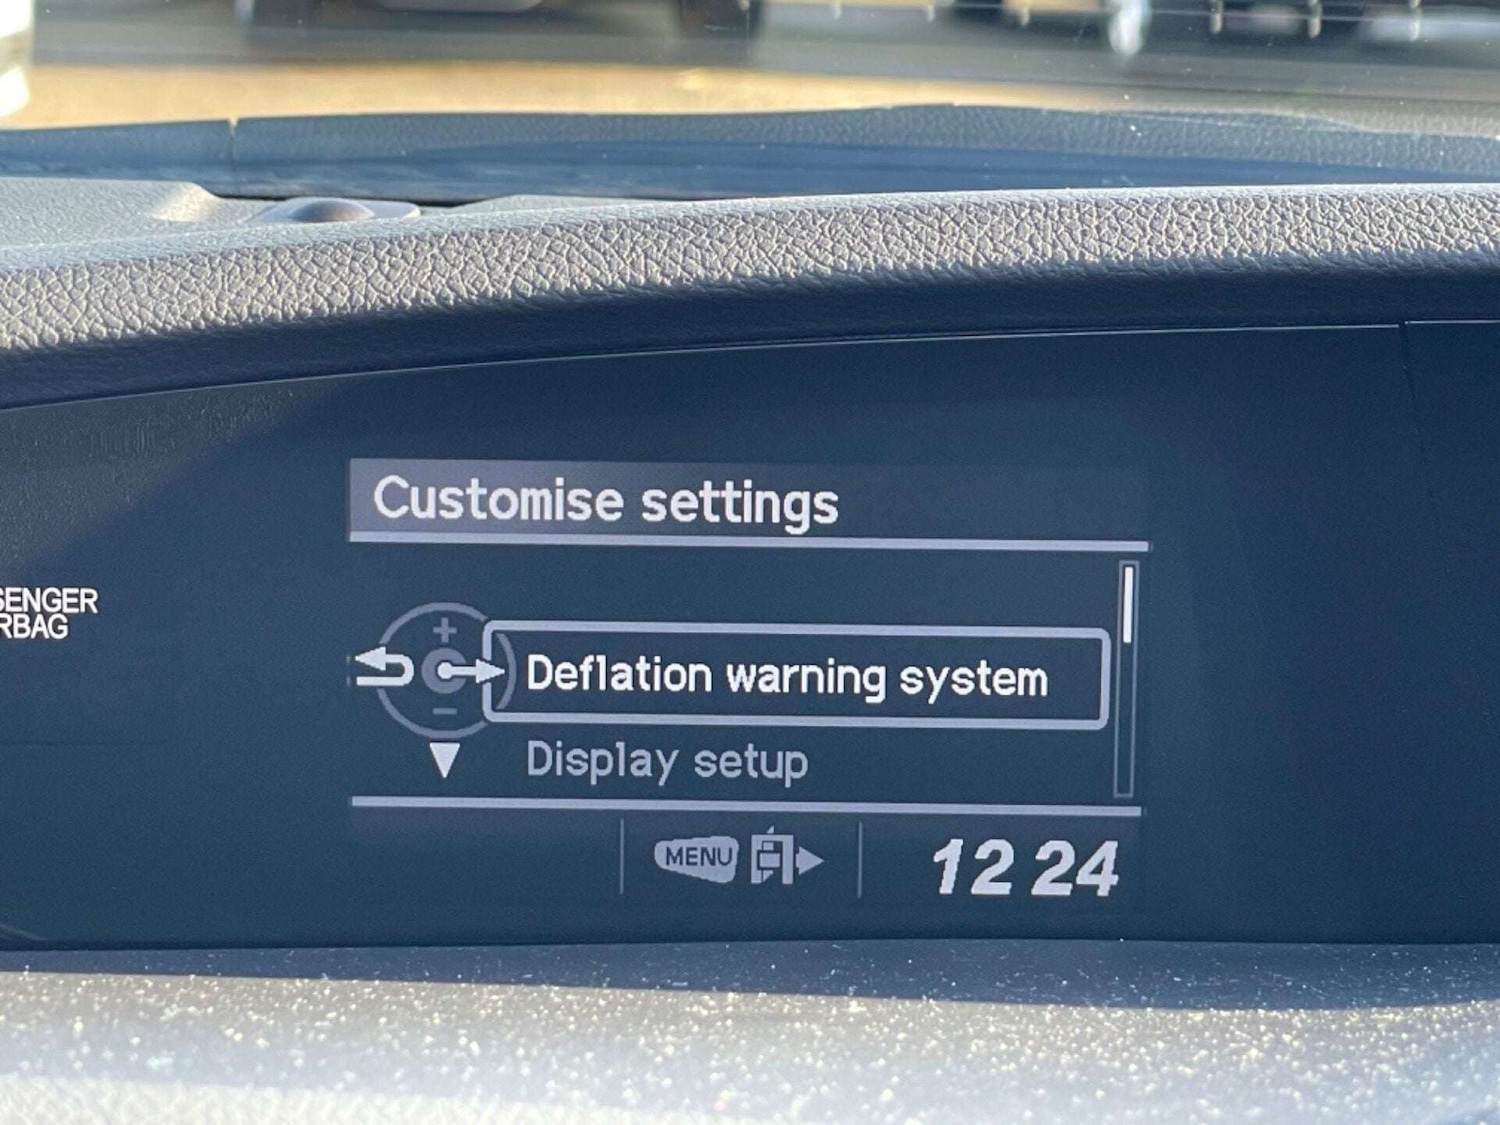 Customise settings
SENGER
RBAG
+
Deflation warning system
−
Display setup
MENU
12 24